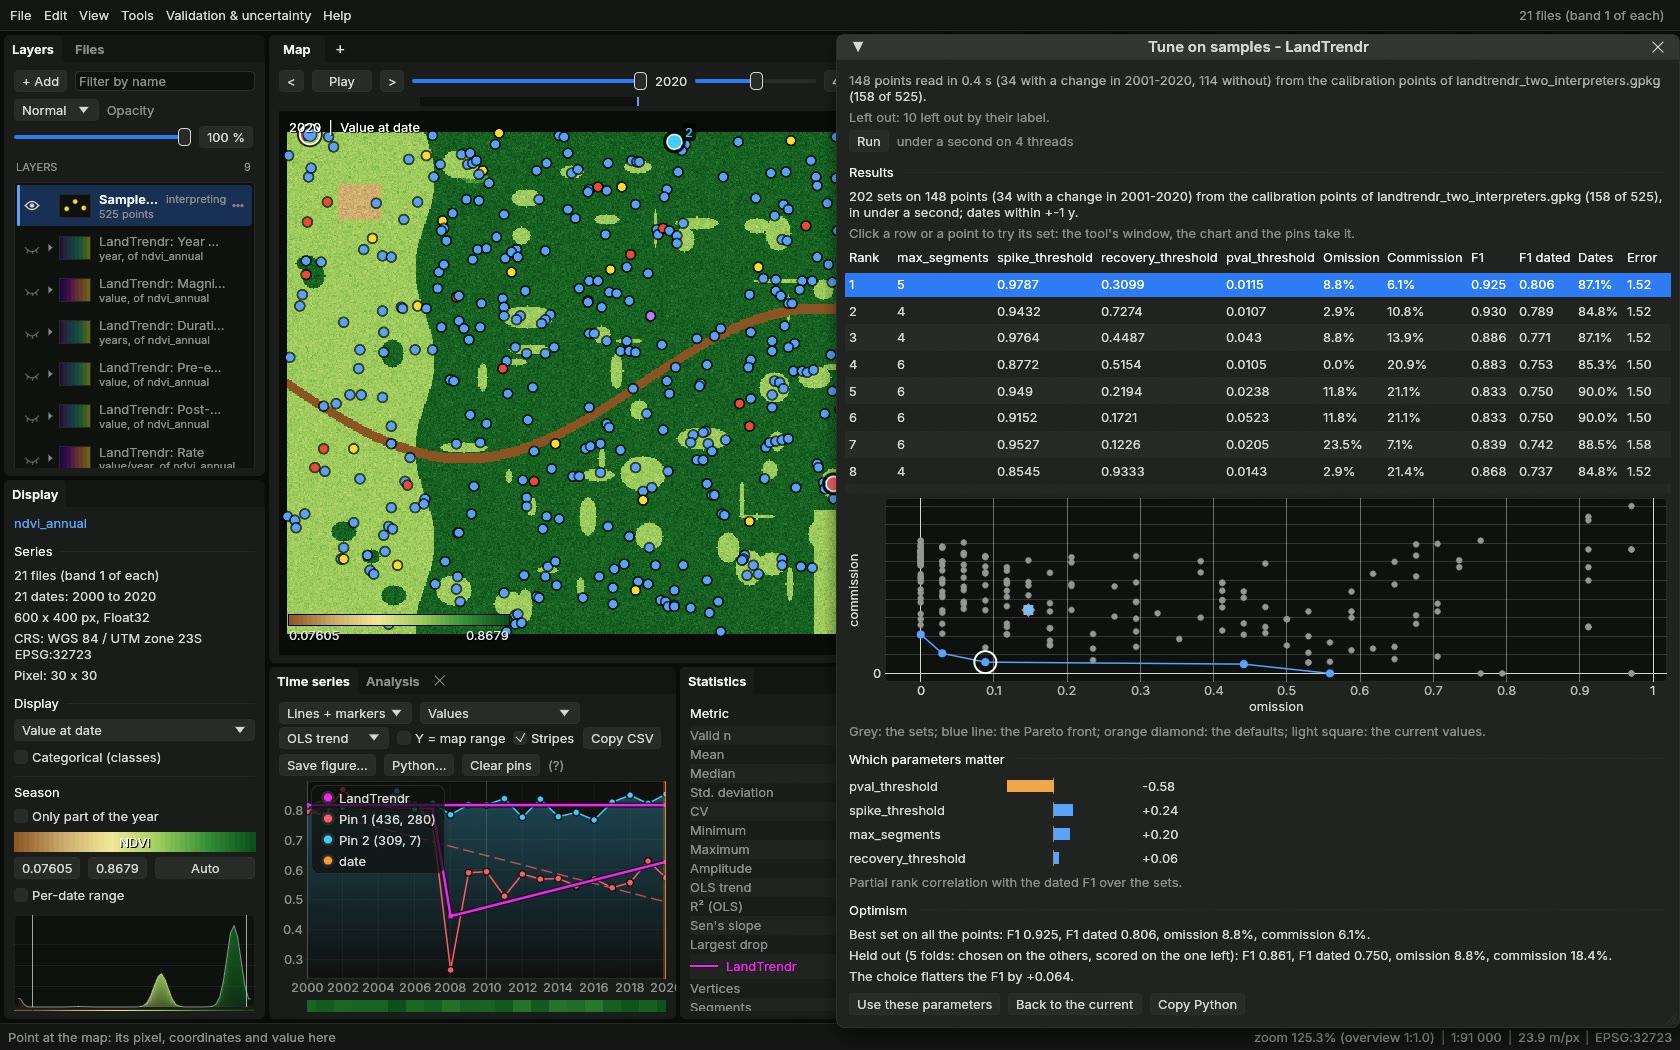 File Edit View Tools Validation & uncertainty Help
21 files (band 1 of each)
Layers Files
+ Add Filter by name
Normal Opacity
100 %
LAYERS 9
Sample... interpreting
525 points
LandTrendr: Year ...
year, of ndvi_annual
LandTrendr: Magni...
value, of ndvi_annual
LandTrendr: Durati...
years, of ndvi_annual
LandTrendr: Pre-e...
value, of ndvi_annual
LandTrendr: Post-...
value, of ndvi_annual
LandTrendr: Rate
value/year, of ndvi_annual
Display
ndvi_annual
Series
21 files (band 1 of each)
21 dates: 2000 to 2020
600 x 400 px, Float32
CRS: WGS 84 / UTM zone 23S
EPSG:32723
Pixel: 30 x 30
Display
Value at date
Categorical (classes)
Season
Only part of the year
NDVI
0.07605 0.8679 Auto
Per-date range
Map +
< Play > 2020 4
2020 | Value at date
2
0.07605 0.8679
Time series Analysis
Lines + markers Values
OLS trend Y = map range Stripes Copy CSV
Save figure... Python... Clear pins (?)
LandTrendr
Pin 1 (436, 280)
Pin 2 (309, 7)
date
0.8
0.7
0.6
0.5
0.4
0.3
2000 2002 2004 2006 2008 2010 2012 2014 2016 2018 202
Statistics
Metric
Valid n
Mean
Median
Std. deviation
CV
Minimum
Maximum
Amplitude
OLS trend
R² (OLS)
Sen's slope
Largest drop
LandTrendr
Vertices
Segments
Tune on samples - LandTrendr
148 points read in 0.4 s (34 with a change in 2001-2020, 114 without) from the calibration points of landtrendr_two_interpreters.gpkg
(158 of 525).
Left out: 10 left out by their label.
Run under a second on 4 threads
Results
202 sets on 148 points (34 with a change in 2001-2020) from the calibration points of landtrendr_two_interpreters.gpkg (158 of 525),
in under a second; dates within +-1 y.
Click a row or a point to try its set: the tool's window, the chart and the pins take it.
Rank max_segments spike_threshold recovery_threshold pval_threshold Omission Commission F1 F1 dated Dates Error
1 5 0.9787 0.3099 0.0115 8.8% 6.1% 0.925 0.806 87.1% 1.52
2 4 0.9432 0.7274 0.0107 2.9% 10.8% 0.930 0.789 84.8% 1.52
3 4 0.9764 0.4487 0.043 8.8% 13.9% 0.886 0.771 87.1% 1.52
4 6 0.8772 0.5154 0.0105 0.0% 20.9% 0.883 0.753 85.3% 1.50
5 6 0.949 0.2194 0.0238 11.8% 21.1% 0.833 0.750 90.0% 1.50
6 6 0.9152 0.1721 0.0523 11.8% 21.1% 0.833 0.750 90.0% 1.50
7 6 0.9527 0.1226 0.0205 23.5% 7.1% 0.839 0.742 88.5% 1.58
8 4 0.8545 0.9333 0.0143 2.9% 21.4% 0.868 0.737 84.8% 1.52
commission
0
0 0.1 0.2 0.3 0.4 0.5 0.6 0.7 0.8 0.9 1
omission
Grey: the sets; blue line: the Pareto front; orange diamond: the defaults; light square: the current values.
Which parameters matter
pval_threshold -0.58
spike_threshold +0.24
max_segments +0.20
recovery_threshold +0.06
Partial rank correlation with the dated F1 over the sets.
Optimism
Best set on all the points: F1 0.925, F1 dated 0.806, omission 8.8%, commission 6.1%.
Held out (5 folds: chosen on the others, scored on the one left): F1 0.861, F1 dated 0.750, omission 8.8%, commission 18.4%.
The choice flatters the F1 by +0.064.
Use these parameters Back to the current Copy Python
Point at the map: its pixel, coordinates and value here
zoom 125.3% (overview 1:1.0) | 1:91 000 | 23.9 m/px | EPSG:32723